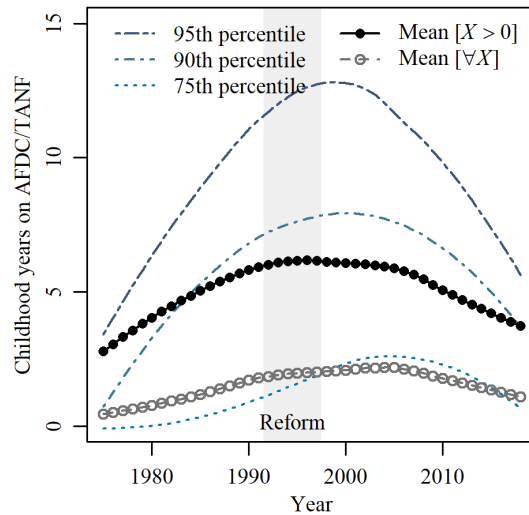 95th percentile
90th percentile
75th percentile
Mean [X > 0]
Mean [∀X]
Childhood years on AFDC/TANF
15
10
5
0
Reform
1980 1990 2000 2010
Year